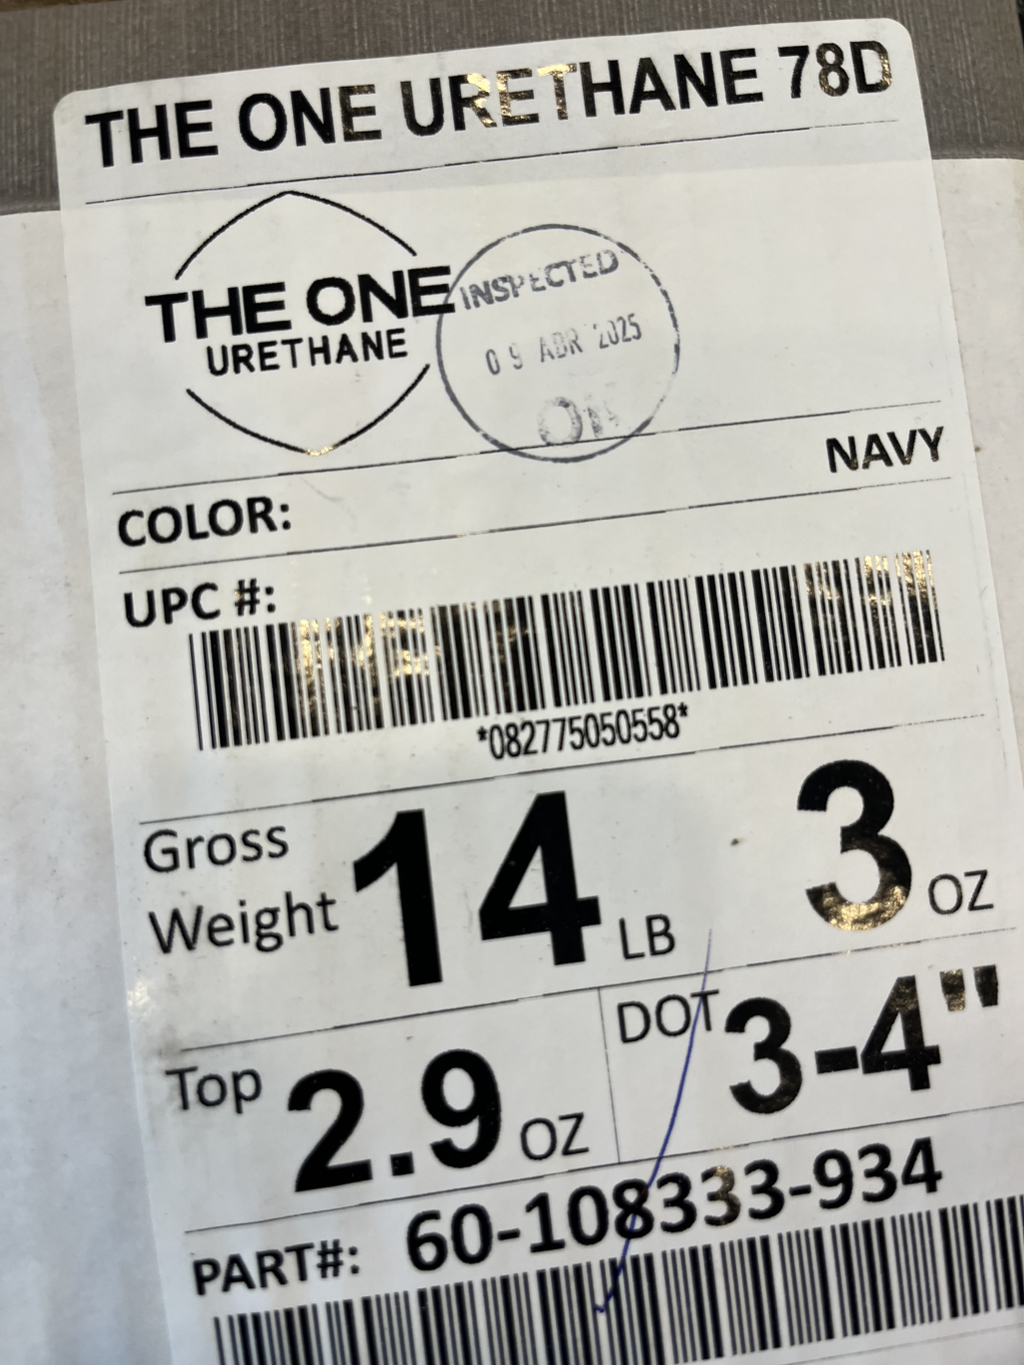 THE ONE URETHANE 78D
THE ONE
URETHANE
INSPECTED
09 ABR 2025
COLOR: NAVY
UPC #:
*082775050558*
Gross
Weight 14 LB 3 OZ
Top 2.9 OZ
DOT 3-4"
PART#: 60-108333-934